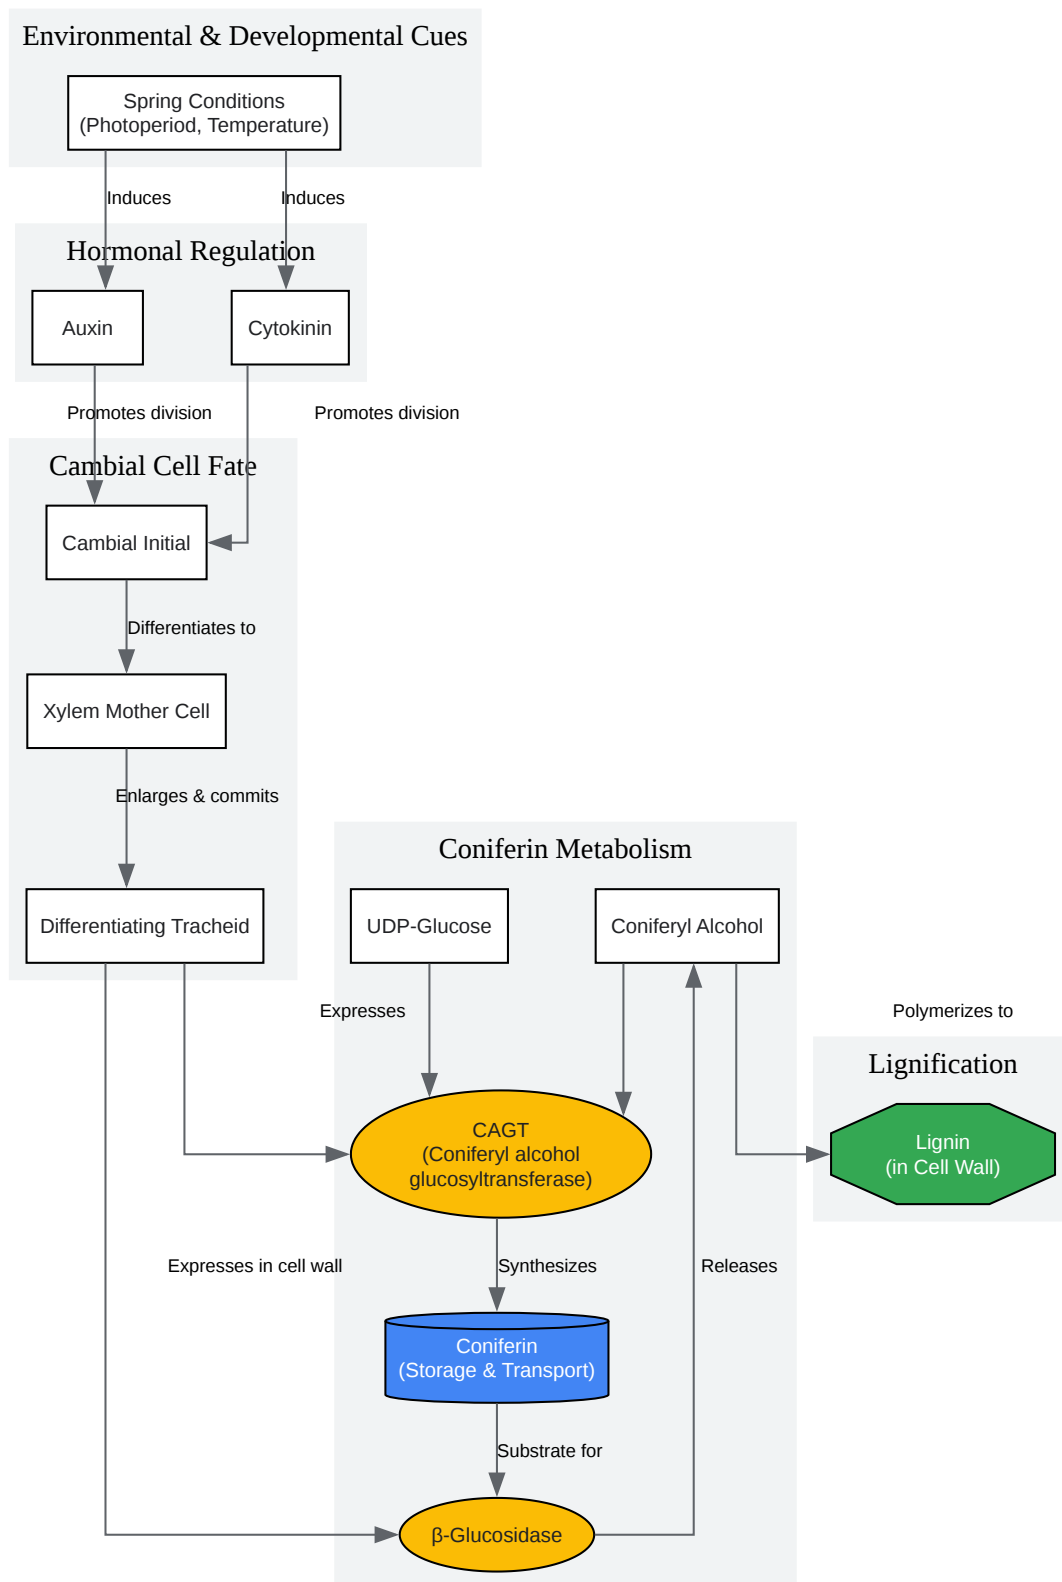 Environmental & Developmental Cues
Spring Conditions
(Photoperiod, Temperature)
Induces
Induces
Hormonal Regulation
Auxin
Cytokinin
Promotes division
Promotes division
Cambial Cell Fate
Cambial Initial
Differentiates to
Xylem Mother Cell
Enlarges & commits
Differentiating Tracheid
Coniferin Metabolism
UDP-Glucose
Coniferyl Alcohol
Expresses
Polymerizes to
Lignification
CAGT
(Coniferyl alcohol
glucosyltransferase)
Lignin
(in Cell Wall)
Expresses in cell wall
Synthesizes
Releases
Coniferin
(Storage & Transport)
Substrate for
β-Glucosidase